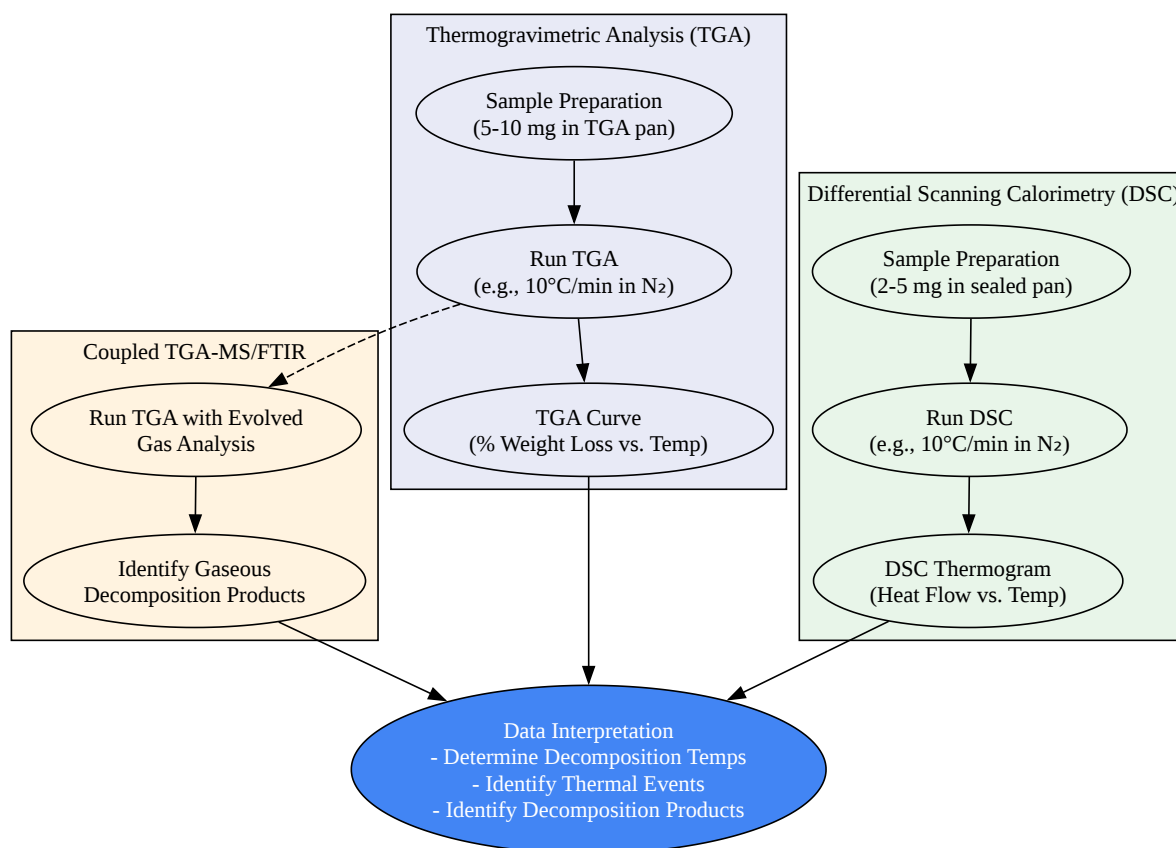 Thermogravimetric Analysis (TGA)
Sample Preparation
(5-10 mg in TGA pan)
Run TGA
(e.g., 10°C/min in N₂)
TGA Curve
(% Weight Loss vs. Temp)
Differential Scanning Calorimetry (DSC)
Sample Preparation
(2-5 mg in sealed pan)
Run DSC
(e.g., 10°C/min in N₂)
DSC Thermogram
(Heat Flow vs. Temp)
Coupled TGA-MS/FTIR
Run TGA with Evolved
Gas Analysis
Identify Gaseous
Decomposition Products
Data Interpretation
- Determine Decomposition Temps
- Identify Thermal Events
- Identify Decomposition Products